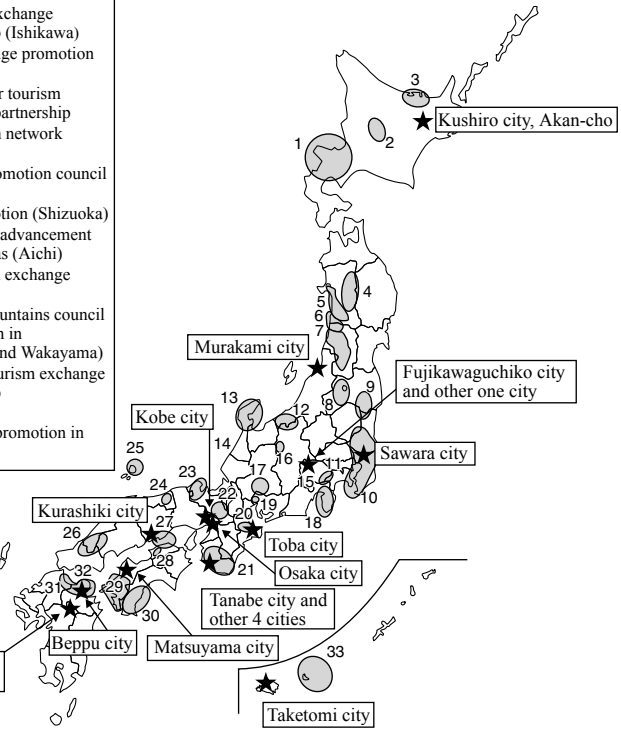 xchange
(Ishikawa)
ge promotion
r tourism
artnership
network
omotion council
tion (Shizuoka)
advancement
s (Aichi)
exchange
untains council
n in
nd Wakayama)
urism exchange
promotion in
3
Kushiro city, Akan-cho
1
2
4
5
6
7
Murakami city
Fujikawaguchiko city
and other one city
8
9
13
12
Kobe city
14
16
Sawara city
25
11
15
10
24
23
17
22
19
18
Kurashiki city
27
20
26
Toba city
28
21
Osaka city
32
31
29
30
Tanabe city and
other 4 cities
Beppu city
Matsuyama city
33
Taketomi city